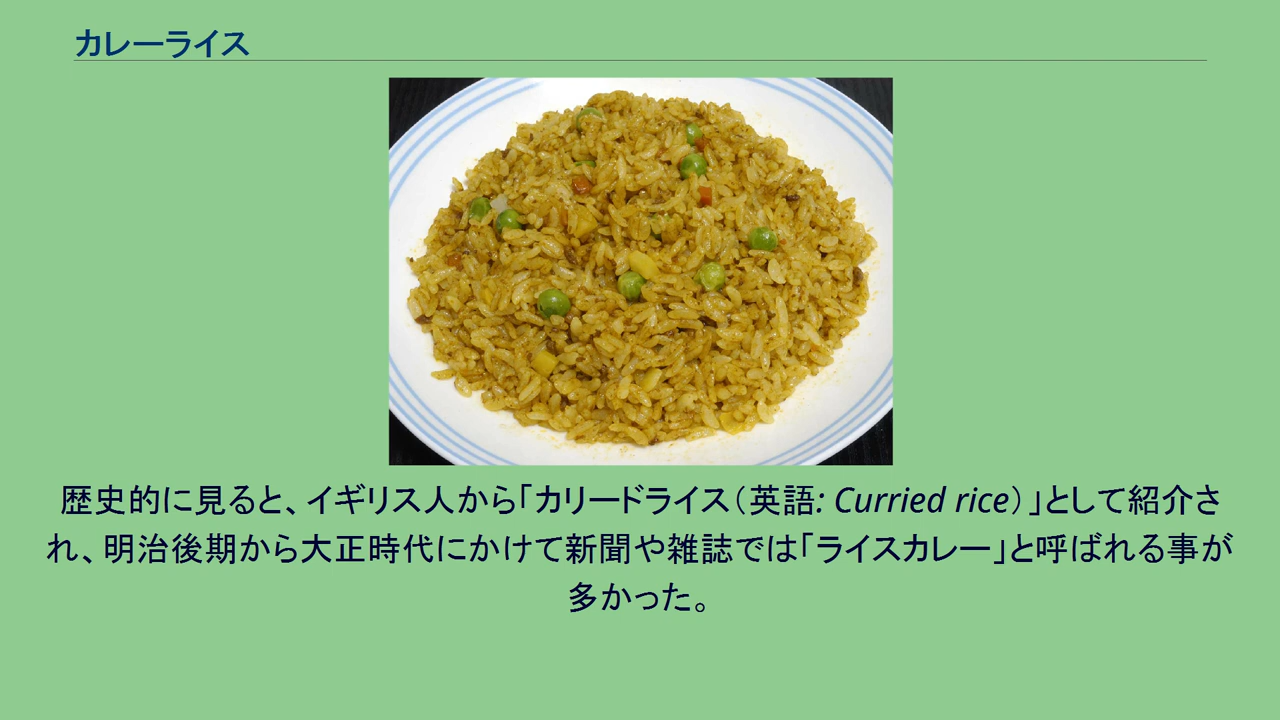 カレーライス
歴史的に見ると、イギリス人から「カリードライス（英語: Curried rice）」として紹介さ
れ、明治後期から大正時代にかけて新聞や雑誌では「ライスカレー」と呼ばれる事が
多かった。